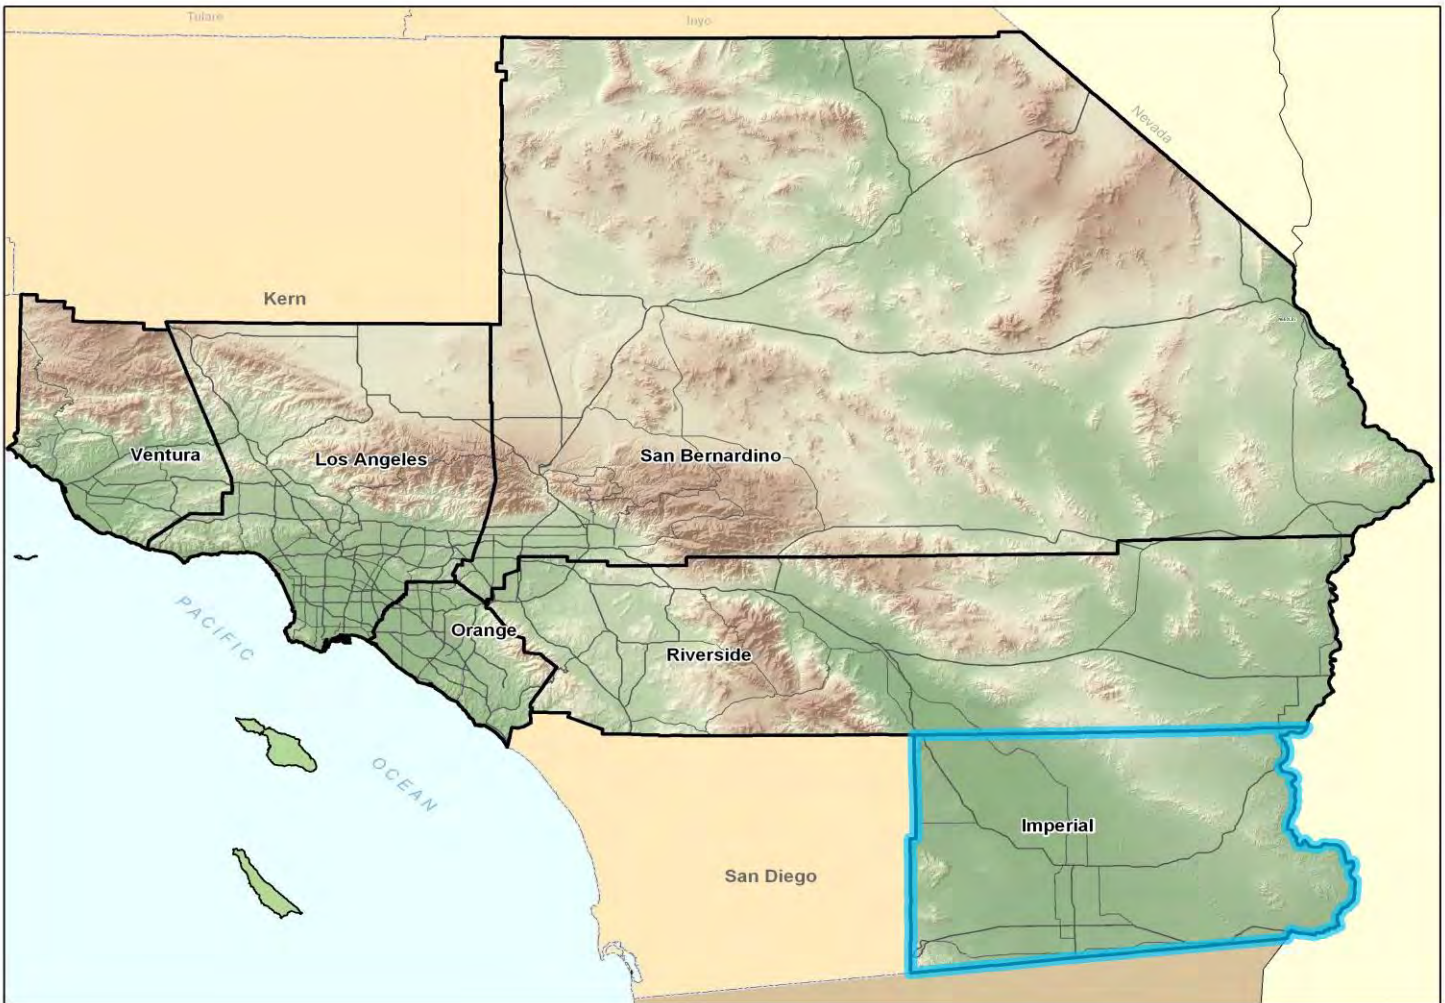 Tulare
Inyo
Nevada
Kern
Ventura
Los Angeles
San Bernardino
PACIFIC
Orange
Riverside
OCEAN
Imperial
San Diego